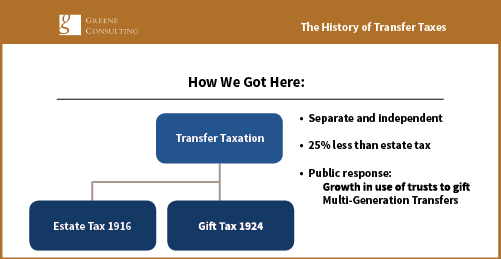 GREENE
CONSULTING
The History of Transfer Taxes
How We Got Here:
Transfer Taxation
Estate Tax 1916
Gift Tax 1924
• Separate and independent
• 25% less than estate tax
• Public response:
Growth in use of trusts to gift
Multi-Generation Transfers